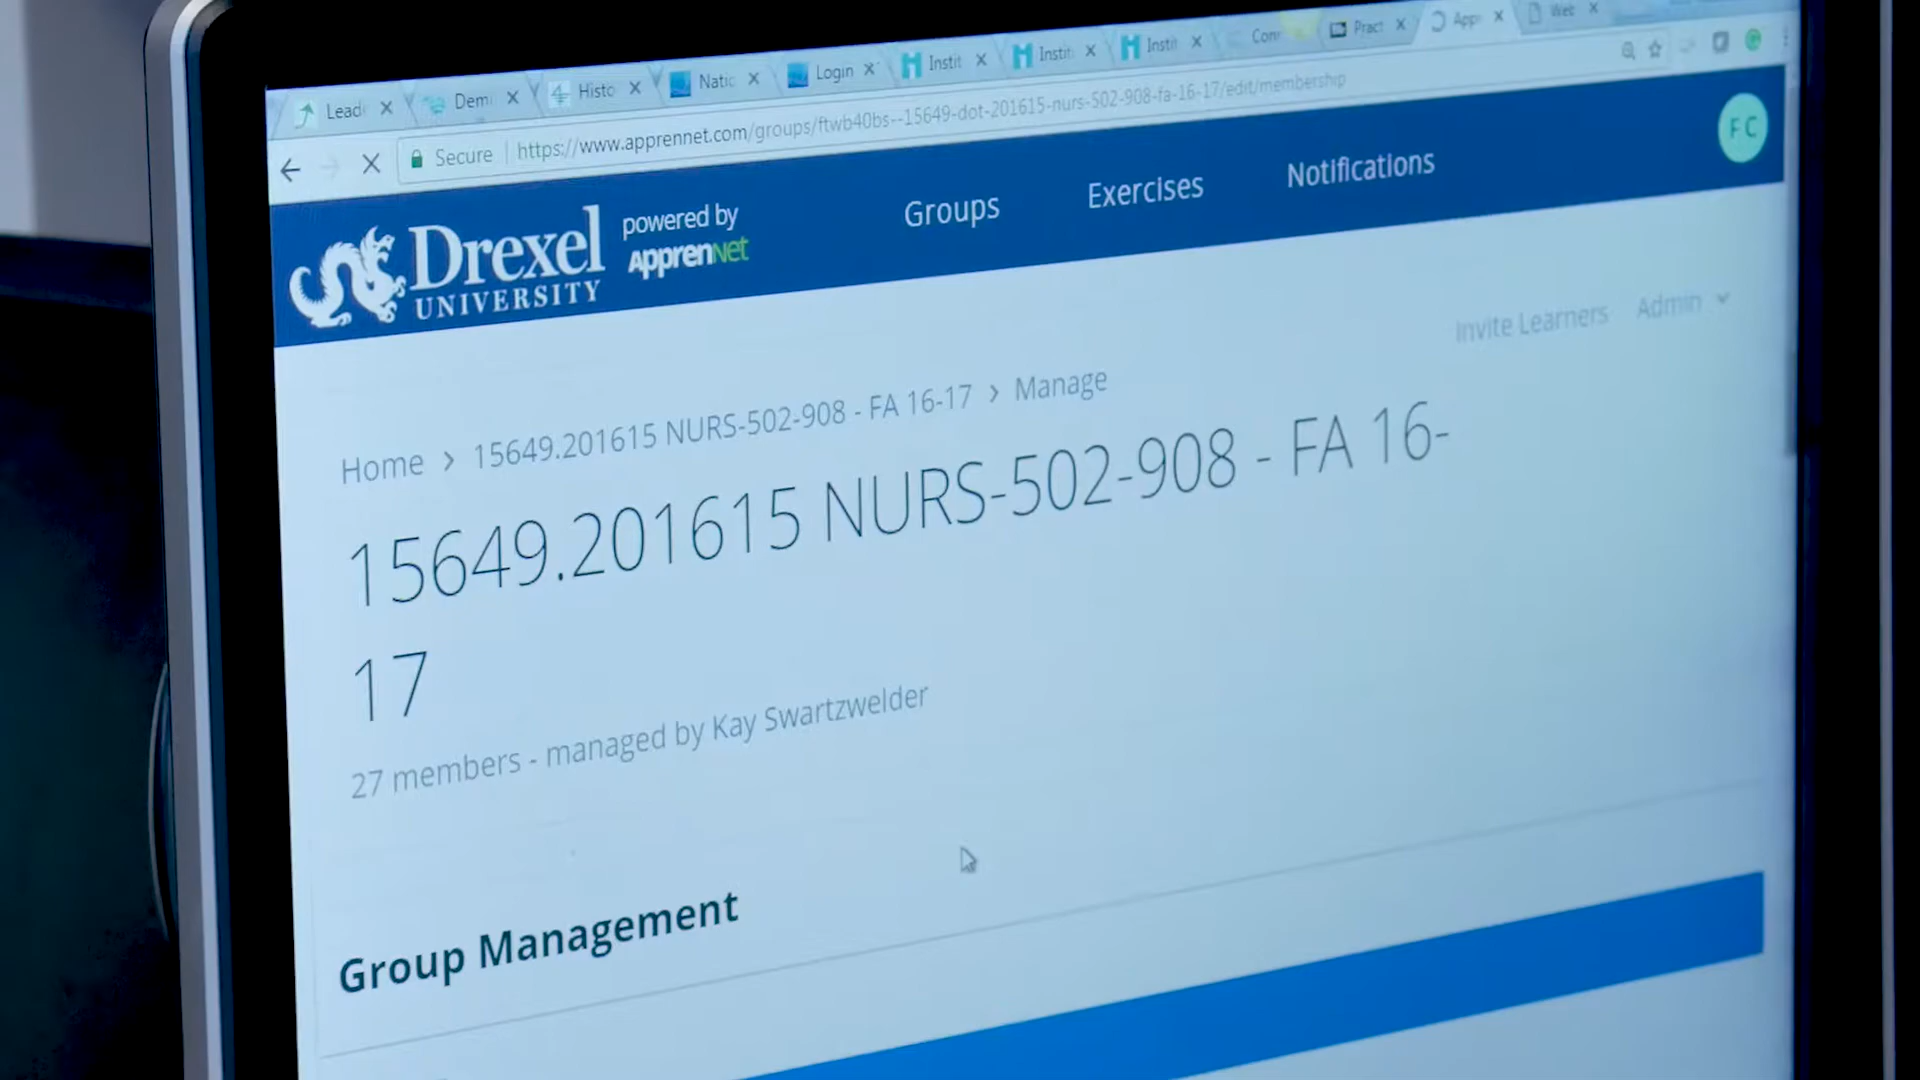 Leadi
Demi
Histo
Natio
Login
Instit
Instit
Instit
Pract
Appr
Web
Secure
https://www.apprennet.com/groups/ftwb40bs--15649-dot-201615-nurs-502-908-fa-16-17/edit/membership
Drexel
UNIVERSITY
powered by
ApprenNet
Groups
Exercises
Notifications
FC
Invite Learners
Admin
Home > 15649.201615 NURS-502-908 - FA 16-17 > Manage
15649.201615 NURS-502-908 - FA 16-
17
27 members - managed by Kay Swartzwelder
Group Management